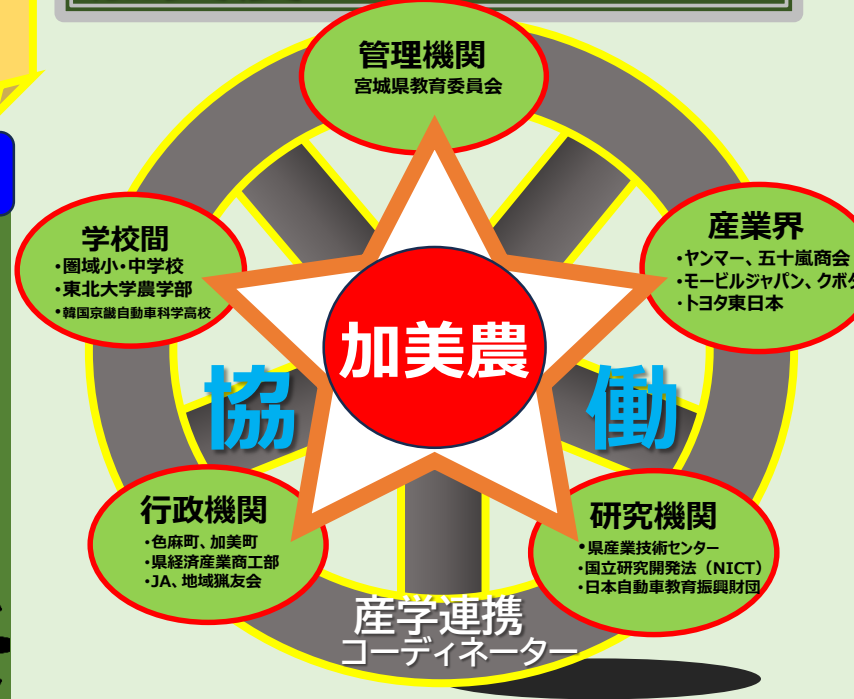 管理機関
宮城県教育委員会
学校間
・圏域小・中学校
・東北大学農学部
・韓国京畿自動車科学高校
産業界
・ヤンマー、五十嵐商会
・モービルジャパン、クボタ
・トヨタ東日本
加美農
協 働
行政機関
・色麻町、加美町
・県経済産業商工部
・JA、地域猟友会
研究機関
・県産業技術センター
・国立研究開発法（NICT）
・日本自動車教育振興財団
産学連携
コーディネーター